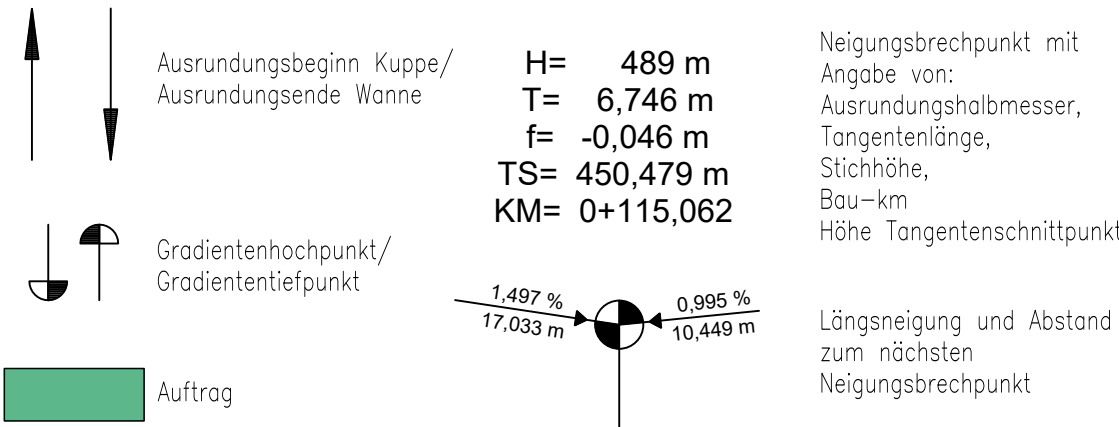 Ausrundungsbeginn Kuppe/
Ausrundungsende Wanne
Gradientenhochpunkt/
Gradiententiefpunkt
Auftrag
H= 489 m
T= 6,746 m
f= -0,046 m
TS= 450,479 m
KM= 0+115,062
1,497 %
17,033 m
0,995 %
10,449 m
Neigungsbrechpunkt mit
Angabe von:
Ausrundungshalbmesser,
Tangentenlänge,
Stichhöhe,
Bau-km
Höhe Tangentenschnittpunkt
Längsneigung und Abstand
zum nächsten
Neigungsbrechpunkt